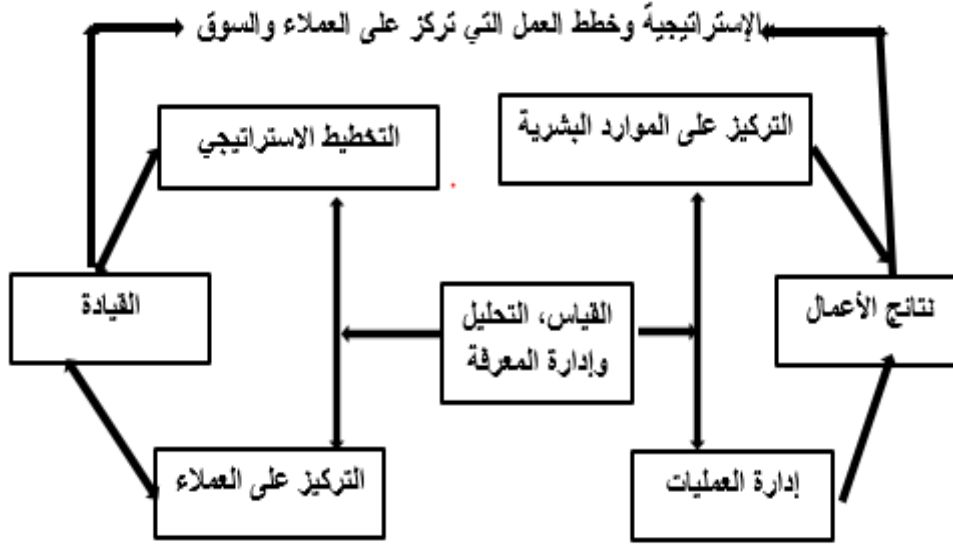 الإستراتيجية وخطط العمل التي تركز على العملاء والسوق
التركيز على الموارد البشرية
التخطيط الاستراتيجي
نتائج الأعمال
القياس، التحليل
وإدارة المعرفة
القيادة
إدارة العمليات
التركيز على العملاء